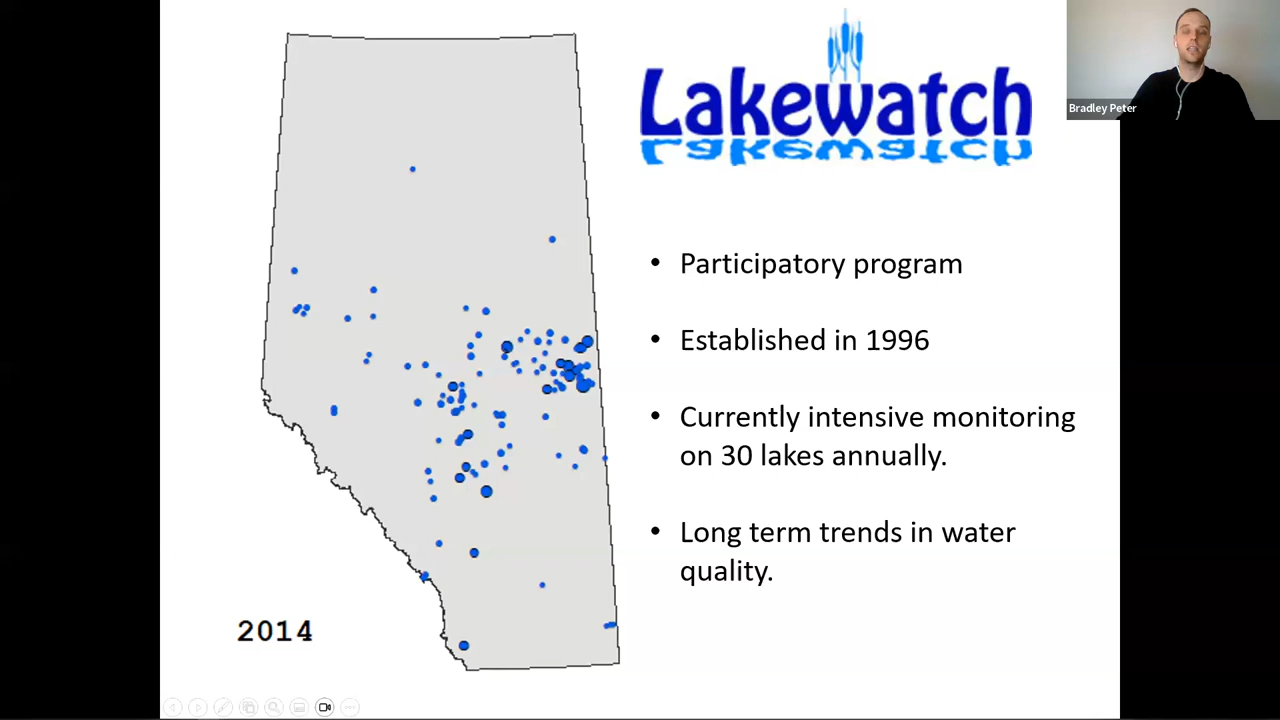 Lakewatch
Bradley Peter
• Participatory program
• Established in 1996
• Currently intensive monitoring
on 30 lakes annually.
• Long term trends in water
quality.
2014